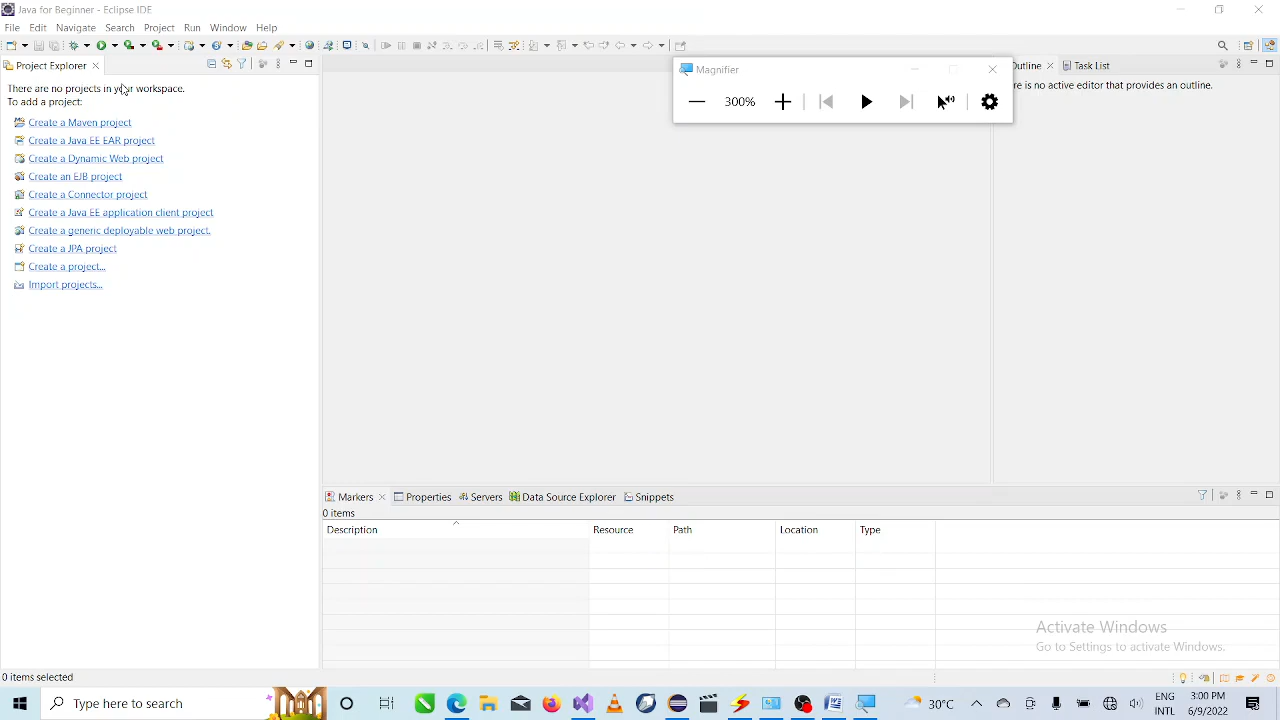 Java for Beginner - Eclipse IDE
File Edit Navigate Search Project Run Window Help
Project Explorer
There are no projects in your workspace.
To add a project:
Create a Maven project
Create a Java EE EAR project
Create a Dynamic Web project
Create an EJB project
Create a Connector project
Create a Java EE application client project
Create a generic deployable web project.
Create a JPA project
Create a project...
Import projects...
Magnifier
300%
Outline Task List
re is no active editor that provides an outline.
Markers Properties Servers Data Source Explorer Snippets
0 items
Description Resource Path Location Type
Activate Windows
Go to Settings to activate Windows.
0 items selected
Type here to search
30°C
ENG
INTL
3:00 PM
6/9/2022